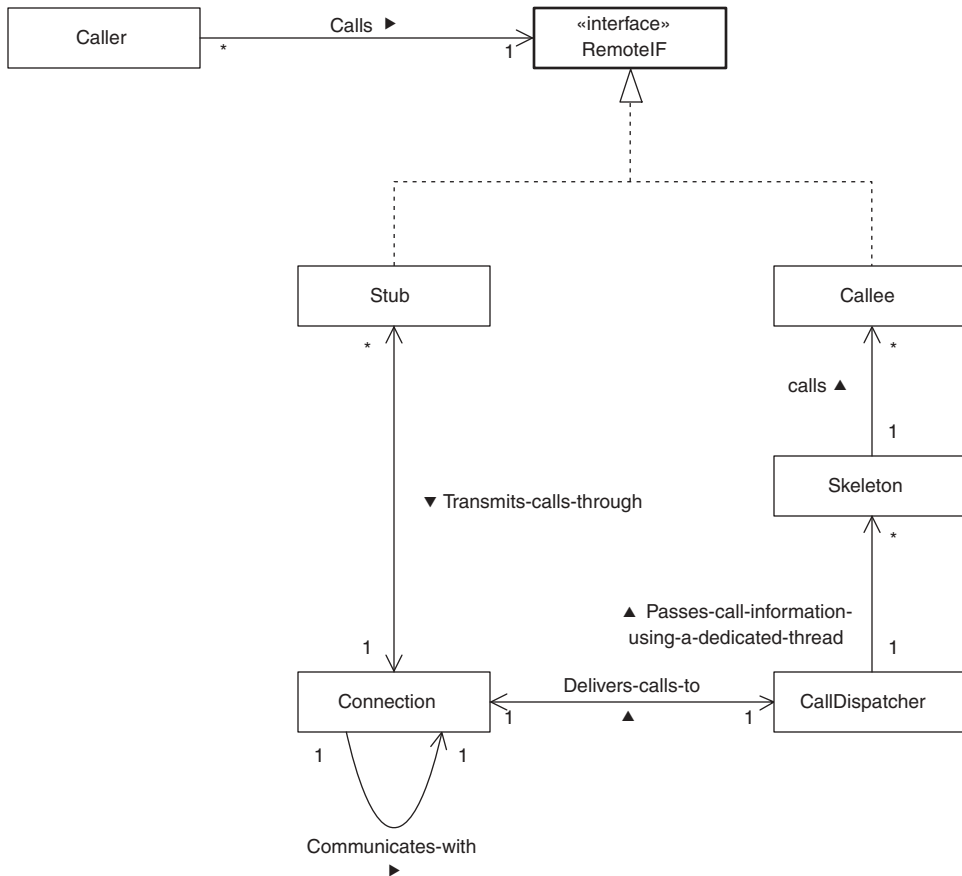 Caller
Calls ▶
*
1
«interface»
RemoteIF
Stub
*
Callee
*
calls ▲
1
Skeleton
*
▼ Transmits-calls-through
▲ Passes-call-information-
using-a-dedicated-thread
1
1
Connection
Delivers-calls-to
▲
1
1
CallDispatcher
1
1
Communicates-with
▶